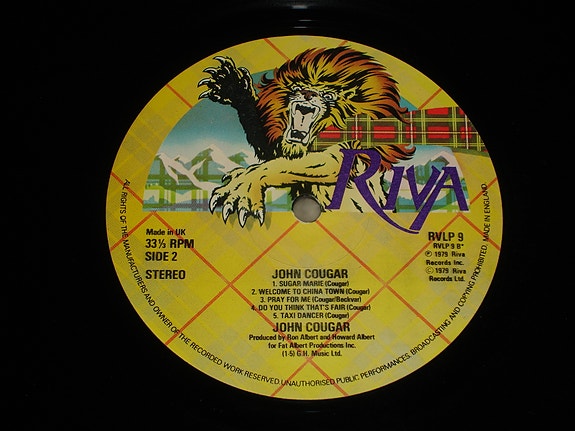 RIVA
Made in UK
33⅓ RPM
SIDE 2
STEREO
RVLP 9
RVLP 9 B*
℗ 1979 Riva
Records Inc.
© 1979 Riva
Records Ltd.
JOHN COUGAR
1. SUGAR MARIE (Cougar)
2. WELCOME TO CHINA TOWN (Cougar)
3. PRAY FOR ME (Cougar/Beckvar)
4. DO YOU THINK THAT'S FAIR (Cougar)
5. TAXI DANCER (Cougar)
JOHN COUGAR
Produced by Ron Albert and Howard Albert
for Fat Albert Productions Inc.
(1-5) G.H. Music Ltd.
ALL RIGHTS OF THE MANUFACTURERS AND OWNER OF THE RECORDED WORK RESERVED. UNAUTHORISED PUBLIC PERFORMANCES, BROADCASTING AND COPYING PROHIBITED. MADE IN ENGLAND